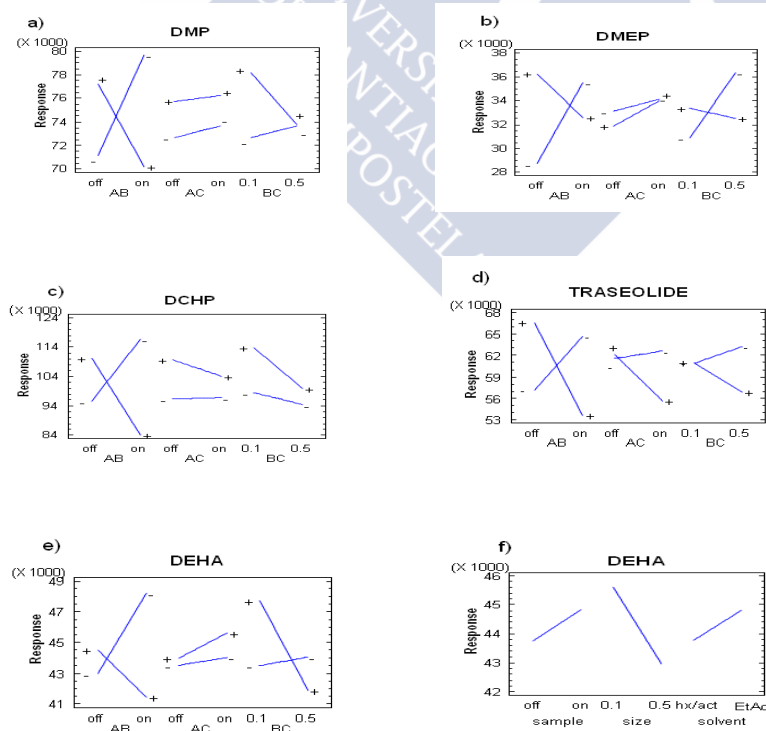 a)
DMP
(X 1000)
80
78
76
74
72
70
Response
off on off on 0.1 0.5
AB AC BC
b)
DMEP
(X 1000)
38
36
34
32
30
28
Response
off on off on 0.1 0.5
AB AC BC
c)
DCHP
(X 1000)
124
114
104
94
84
Response
off on off on 0.1 0.5
AB AC BC
d)
TRASEOLIDE
(X 1000)
68
65
62
59
56
53
Response
off on off on 0.1 0.5
AB AC BC
e)
DEHA
(X 1000)
49
47
45
43
41
Response
off on off on 0.1 0.5
AB AC BC
f)
DEHA
(X 1000)
46
45
44
43
42
Response
off on 0.1 0.5 hx/act EtAc
sample size solvent